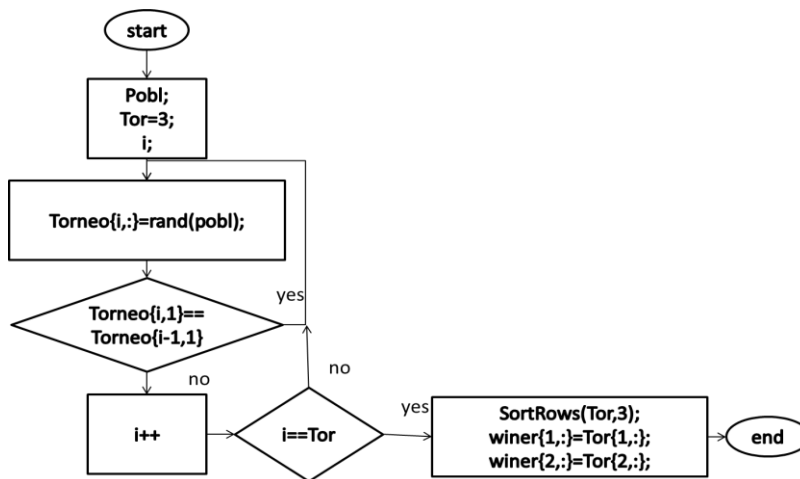 start
Pobl;
Tor=3;
i;
Torneo{i,:}=rand(pobl);
Torneo{i,1}==
Torneo{i-1,1}
yes
no
i++
i==Tor
no
yes
SortRows(Tor,3);
winer{1,:}=Tor{1,:};
winer{2,:}=Tor{2,:};
end